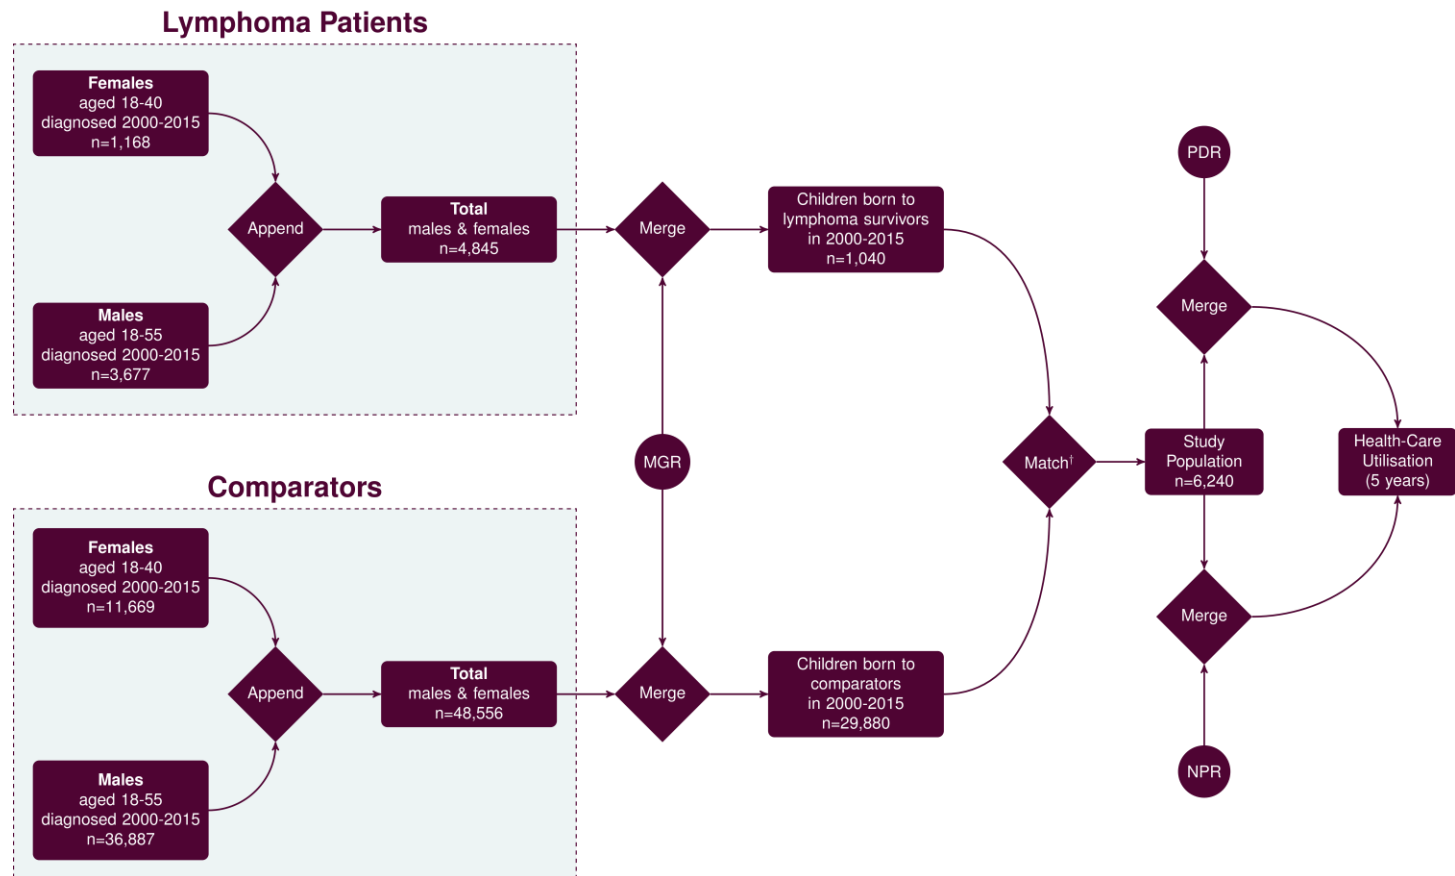 Lymphoma Patients
Females
aged 18-40
diagnosed 2000-2015
n=1,168
Append
Males
aged 18-55
diagnosed 2000-2015
n=3,677
Total
males & females
n=4,845
Merge
Children born to
lymphoma survivors
in 2000-2015
n=1,040
MGR
Comparators
Females
aged 18-40
diagnosed 2000-2015
n=11,669
Append
Males
aged 18-55
diagnosed 2000-2015
n=36,887
Total
males & females
n=48,556
Merge
Children born to
comparators
in 2000-2015
n=29,880
Match†
Study
Population
n=6,240
PDR
Merge
Merge
NPR
Health-Care
Utilisation
(5 years)